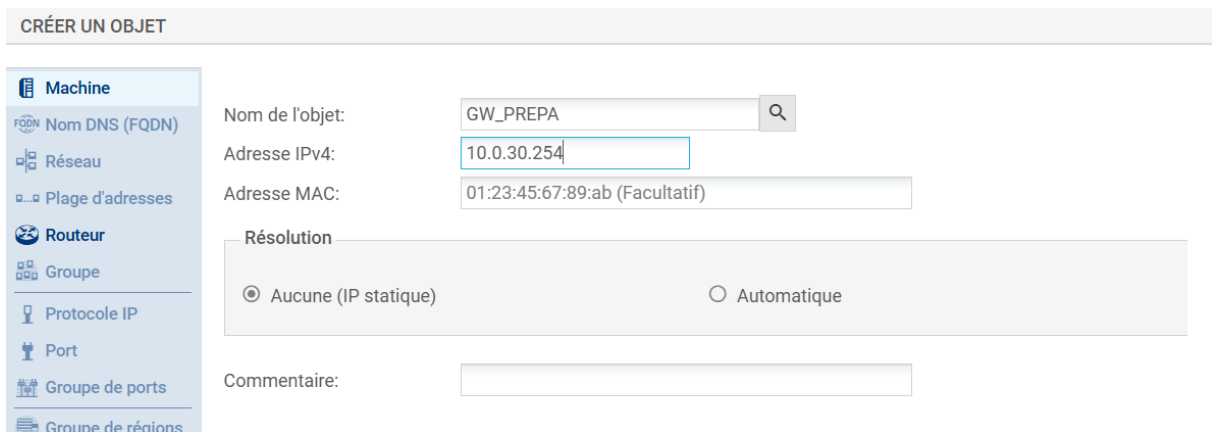 CRÉER UN OBJET
Machine
FQDN Nom DNS (FQDN)
Réseau
Plage d'adresses
Routeur
Groupe
Protocole IP
Port
Groupe de ports
Groupe de régions
Nom de l'objet: GW_PREPA
Adresse IPv4: 10.0.30.254
Adresse MAC: 01:23:45:67:89:ab (Facultatif)
Résolution
Aucune (IP statique) Automatique
Commentaire: